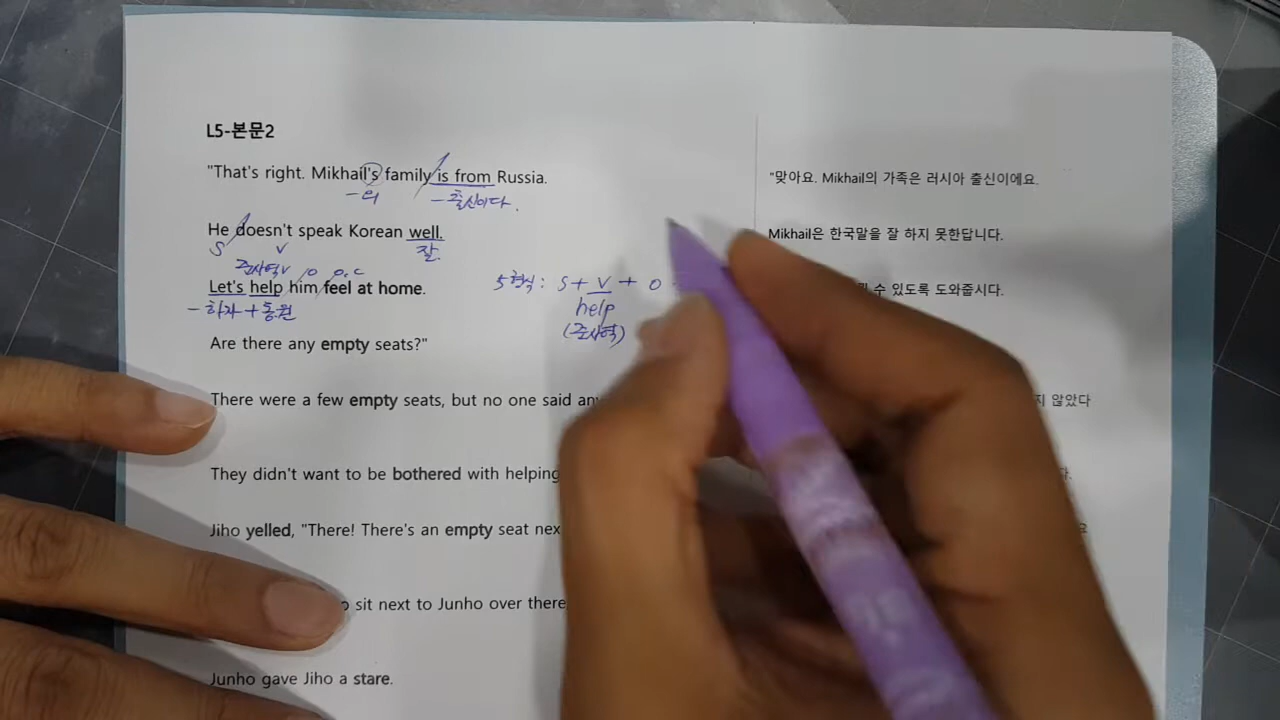 L5-본문2
"That's right. Mikhail's family is from Russia.
"맞아요. Mikhail의 가족은 러시아 출신이에요.
-의
-출신이다.
He doesn't speak Korean well.
Mikhail은 한국말을 잘 하지 못한답니다.
S V 잘
준사역v o o.c
Let's help him feel at home.
5형식: S + V + O
수 있도록 도와줍시다.
-하자+동원
help
(준사역)
Are there any empty seats?"
There were a few empty seats, but no one said
않았다
They didn't want to be bothered with helping
Jiho yelled, "There! There's an empty seat
sit next to Junho over there
Junho gave Jiho a stare.